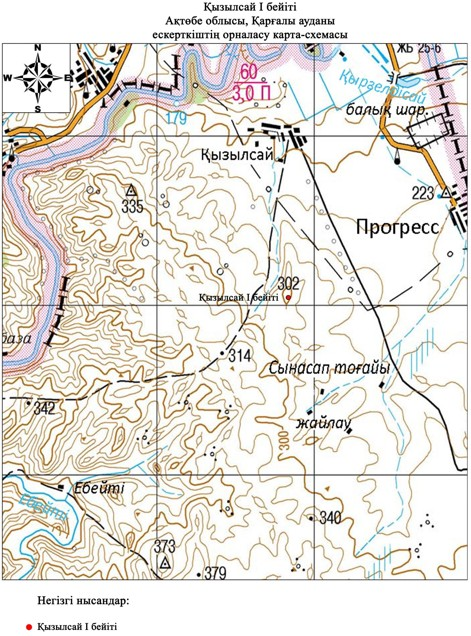 Қызылсай I бейіті
Ақтөбе облысы, Қарғалы ауданы
ескерткіштің орналасу карта-схемасы
N
W E
S
60
3,0 П
179
ЖБ 25-6
балық шар.
Қызылсай
335
223
Прогресс
302
Қызылсай I бейіті
база
314
Сынасап тоғайы
342
жайлау
300
Ебейті
Ебейті
340
373
379
Негізгі нысандар:
Қызылсай I бейіті